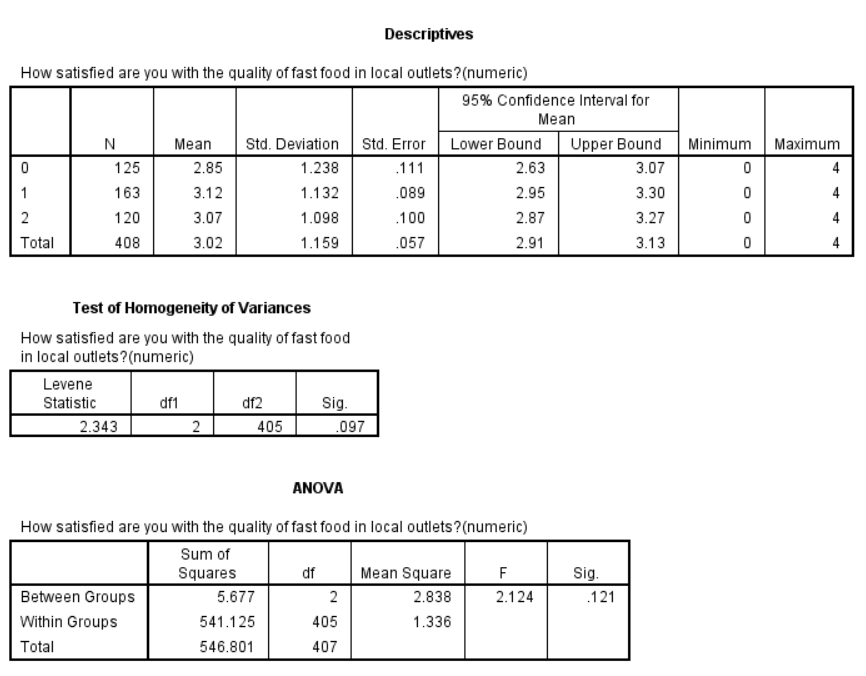 Descriptives
How satisfied are you with the quality of fast food in local outlets?(numeric)
95% Confidence Interval for
Mean
N Mean Std. Deviation Std. Error Lower Bound Upper Bound Minimum Maximum
0 125 2.85 1.238 .111 2.63 3.07 0 4
1 163 3.12 1.132 .089 2.95 3.30 0 4
2 120 3.07 1.098 .100 2.87 3.27 0 4
Total 408 3.02 1.159 .057 2.91 3.13 0 4
Test of Homogeneity of Variances
How satisfied are you with the quality of fast food
in local outlets?(numeric)
Levene
Statistic df1 df2 Sig.
2.343 2 405 .097
ANOVA
How satisfied are you with the quality of fast food in local outlets?(numeric)
Sum of
Squares df Mean Square F Sig.
Between Groups 5.677 2 2.838 2.124 .121
Within Groups 541.125 405 1.336
Total 546.801 407